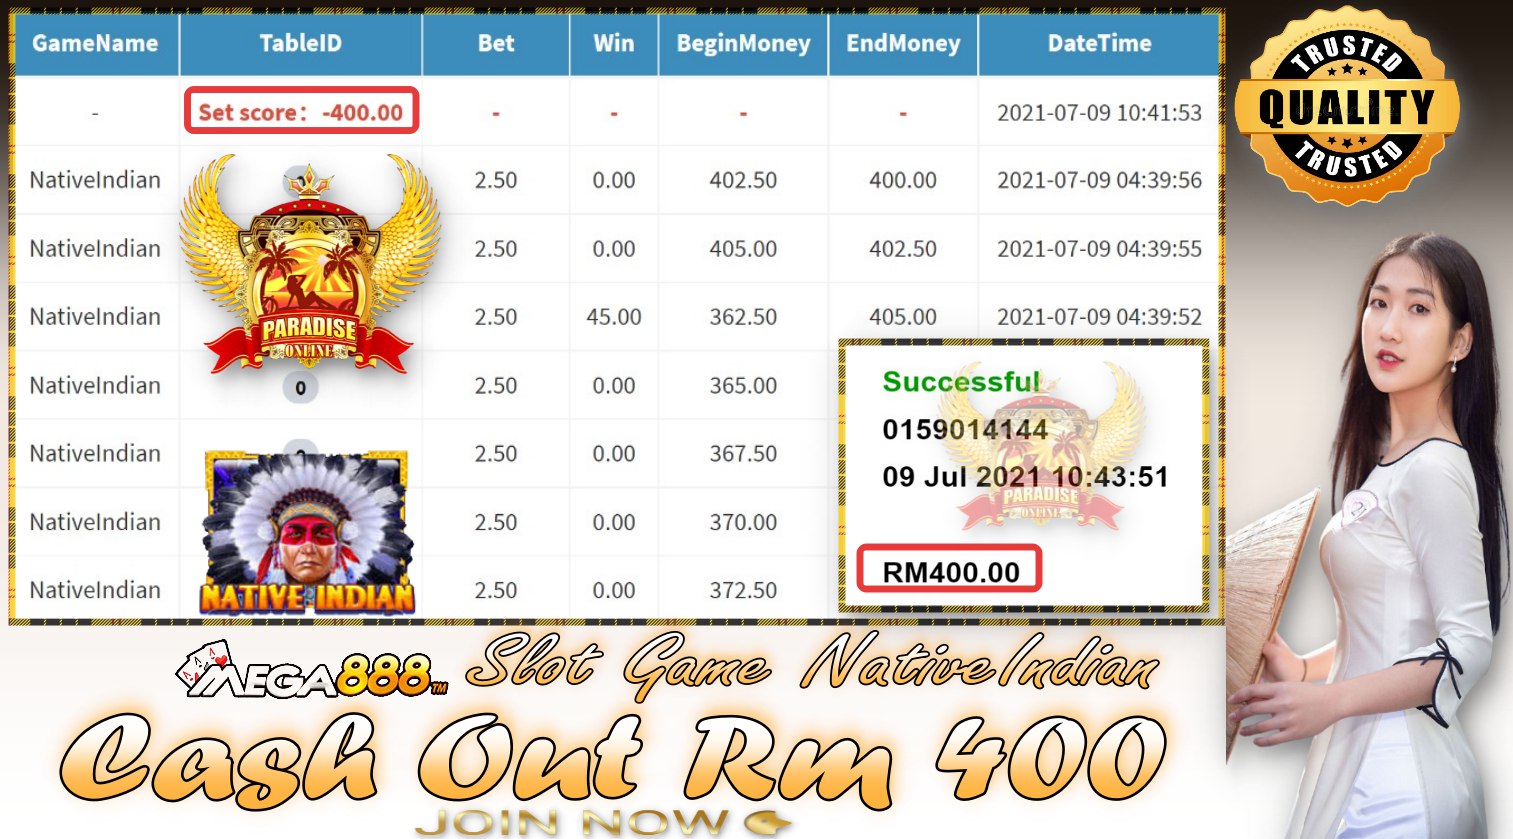 GameName TableID Bet Win BeginMoney EndMoney DateTime
- Set score: -400.00 - - - - 2021-07-09 10:41:53
NativeIndian 2.50 0.00 402.50 400.00 2021-07-09 04:39:56
NativeIndian 2.50 0.00 405.00 402.50 2021-07-09 04:39:55
NativeIndian 2.50 45.00 362.50 405.00 2021-07-09 04:39:52
NativeIndian 0 2.50 0.00 365.00
NativeIndian 2.50 0.00 367.50
NativeIndian 2.50 0.00 370.00
NativeIndian 2.50 0.00 372.50
PARADISE
ONLINE
NATIVE INDIAN
Successful
0159014144
09 Jul 2021 10:43:51
PARADISE
ONLINE
RM400.00
TRUSTED
QUALITY
TRUSTED
MEGA888™ Slot Game NativeIndian
Cash Out Rm 400
JOIN NOW